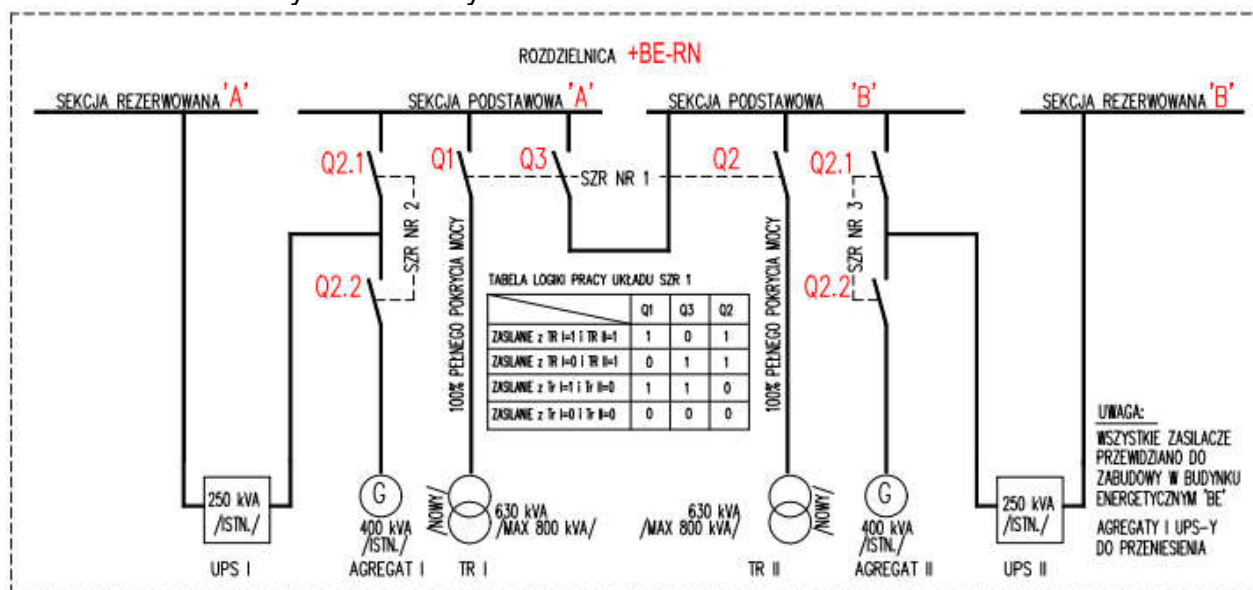 ROZDZIELNICA +BE-RN
SEKCJA REZERWOWANA 'A'
SEKCJA PODSTAWOWA 'A'
SEKCJA PODSTAWOWA 'B'
SEKCJA REZERWOWANA 'B'
Q2.1
Q1
Q3
SZR NR 1
Q2
Q2.1
SZR NR 2
SZR NR 3
Q2.2
Q2.2
100% PEŁNEGO POKRYCIA MOCY
100% PEŁNEGO POKRYCIA MOCY
TABELA LOGIKI PRACY UKŁADU SZR 1
Q1 Q3 Q2
ZASILANIE z TR I=1 i TR II=1 1 0 1
ZASILANIE z TR I=0 i TR II=1 0 1 1
ZASILANIE z Tr I=1 i Tr II=0 1 1 0
ZASILANIE z Tr I=0 i Tr II=0 0 0 0
UWAGA:
WSZYSTKIE ZASILACZE
PRZEWIDZIANO DO
ZABUDOWY W BUDYNKU
ENERGETYCZNYM 'BE'
AGREGATY I UPS-Y
DO PRZENIESIENIA
250 kVA
/ISTN./
UPS I
G
400 kVA
/ISTN./
AGREGAT I
/NOWY/
630 kVA
/MAX 800 kVA/
TR I
630 kVA
/MAX 800 kVA/
/NOWY/
TR II
G
400 kVA
/ISTN./
AGREGAT II
250 kVA
/ISTN./
UPS II